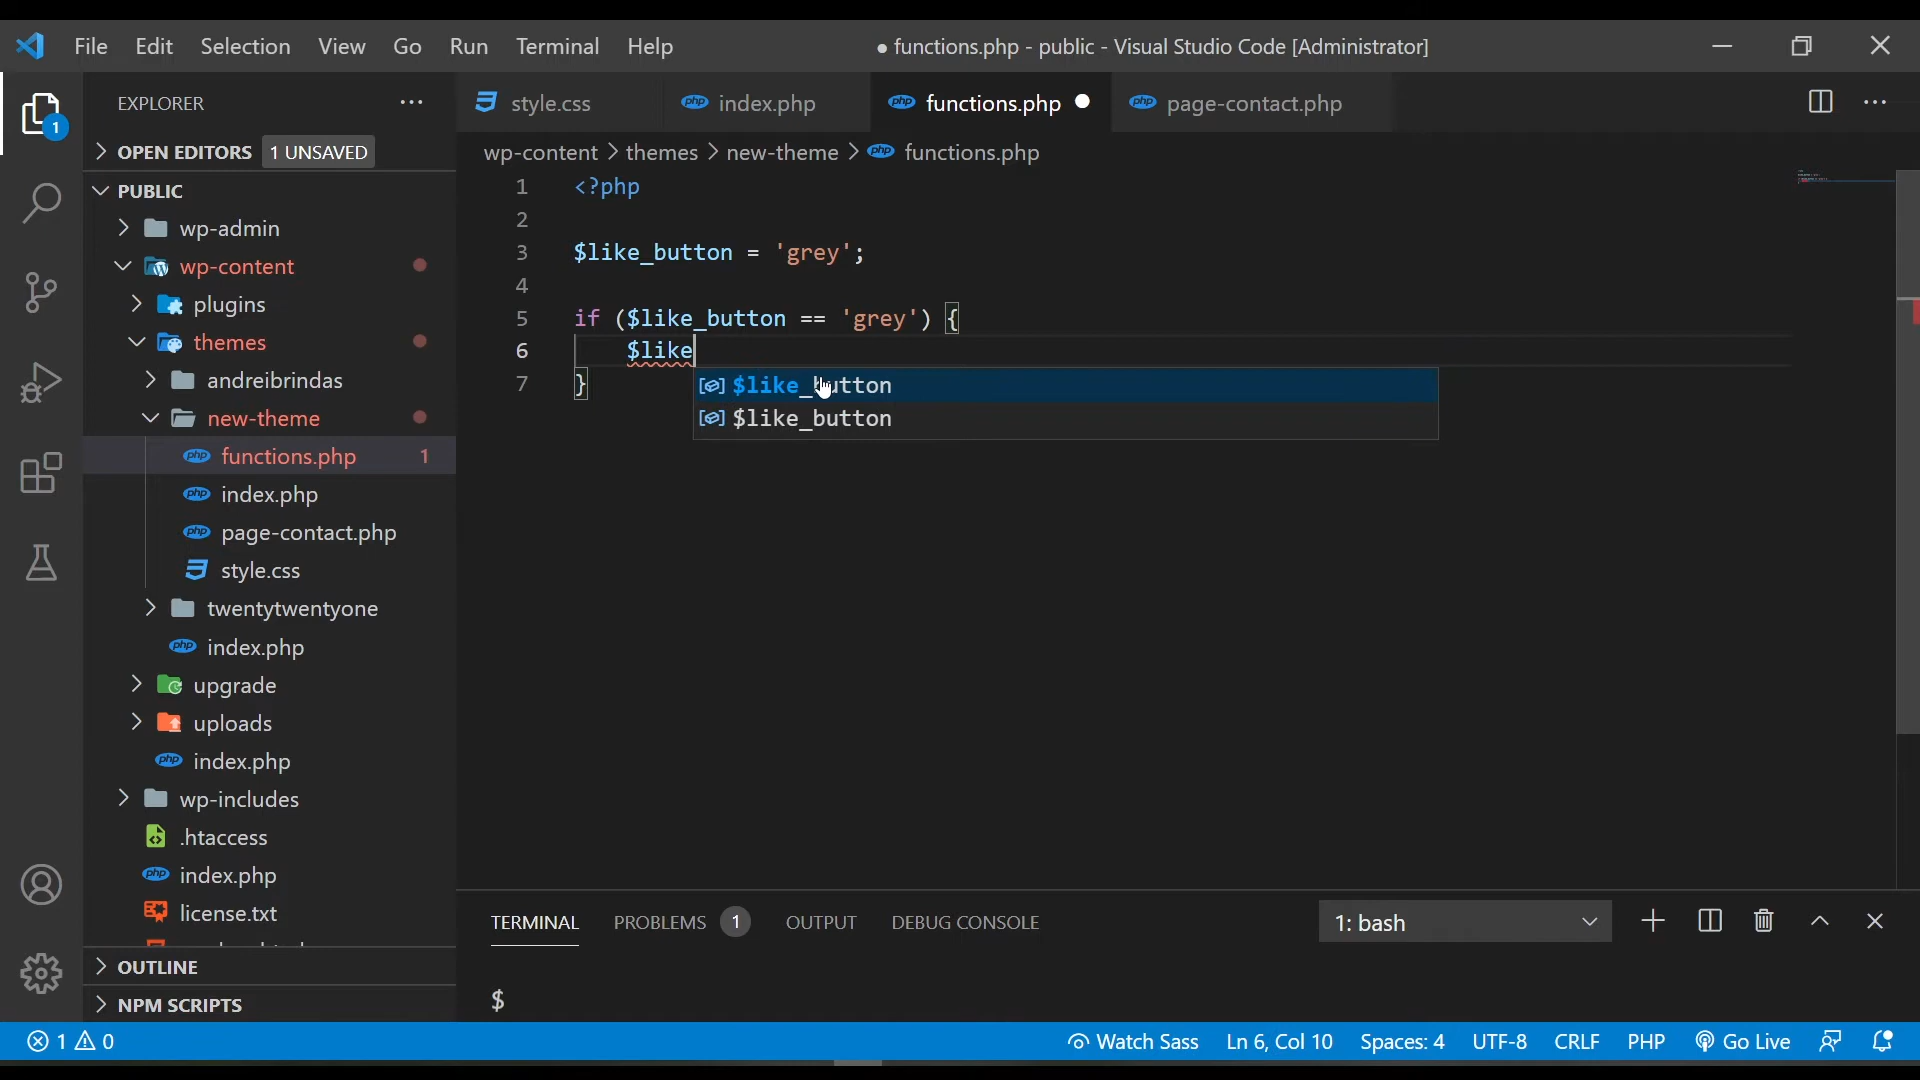 File Edit Selection View Go Run Terminal Help
● functions.php - public - Visual Studio Code [Administrator]
EXPLORER
style.css
index.php
functions.php
page-contact.php
OPEN EDITORS 1 UNSAVED
wp-content > themes > new-theme > functions.php
PUBLIC
wp-admin
wp-content
plugins
themes
andreibrindas
new-theme
functions.php 1
index.php
page-contact.php
style.css
twentytwentyone
index.php
upgrade
uploads
index.php
wp-includes
.htaccess
index.php
license.txt
OUTLINE
NPM SCRIPTS
1 <?php
2
3 $like_button = 'grey';
4
5 if ($like_button == 'grey') {
6 $like
7 }
$like_button
$like_button
TERMINAL PROBLEMS 1 OUTPUT DEBUG CONSOLE 1: bash
$
1 0 Watch Sass Ln 6, Col 10 Spaces: 4 UTF-8 CRLF PHP Go Live